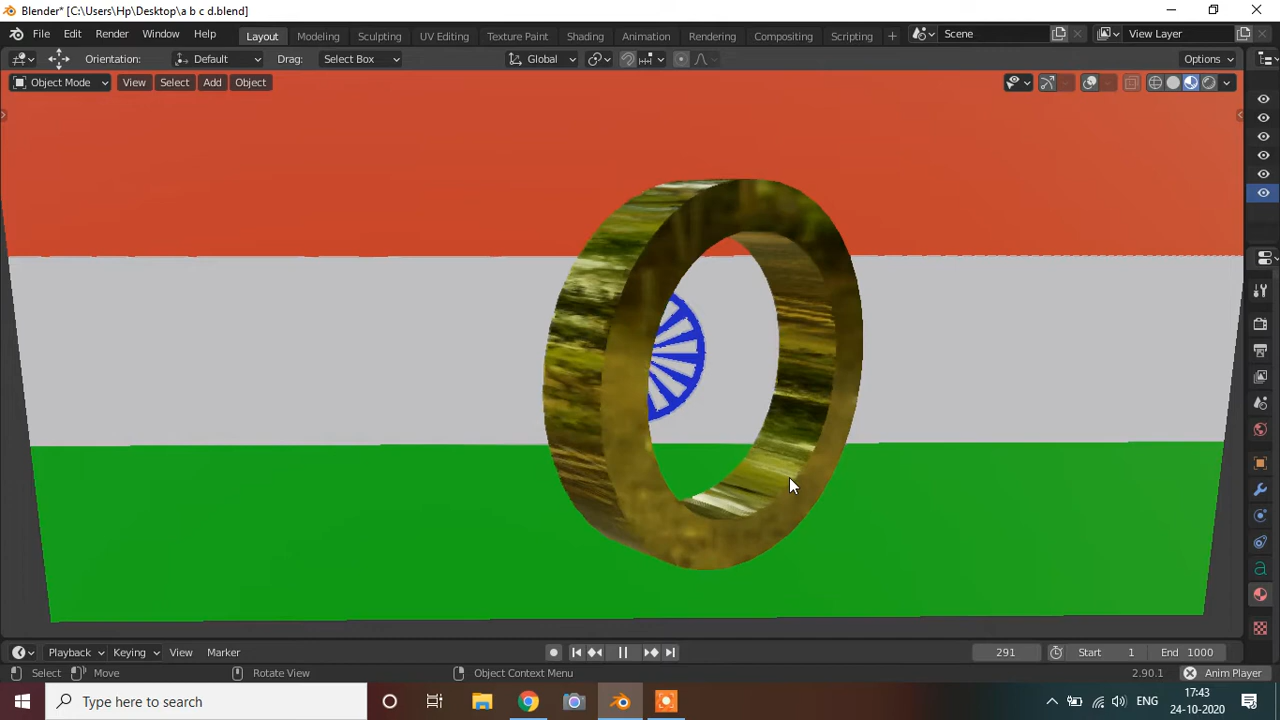 Blender* [C:\Users\Hp\Desktop\a b c d.blend]
File Edit Render Window Help Layout Modeling Sculpting UV Editing Texture Paint Shading Animation Rendering Compositing Scripting + Scene View Layer
Orientation: Default Drag: Select Box Global Options
Object Mode View Select Add Object
Playback Keying View Marker 291 Start 1 End 1000
Select Move Rotate View Object Context Menu 2.90.1 Anim Player
Type here to search ENG 17:43
24-10-2020